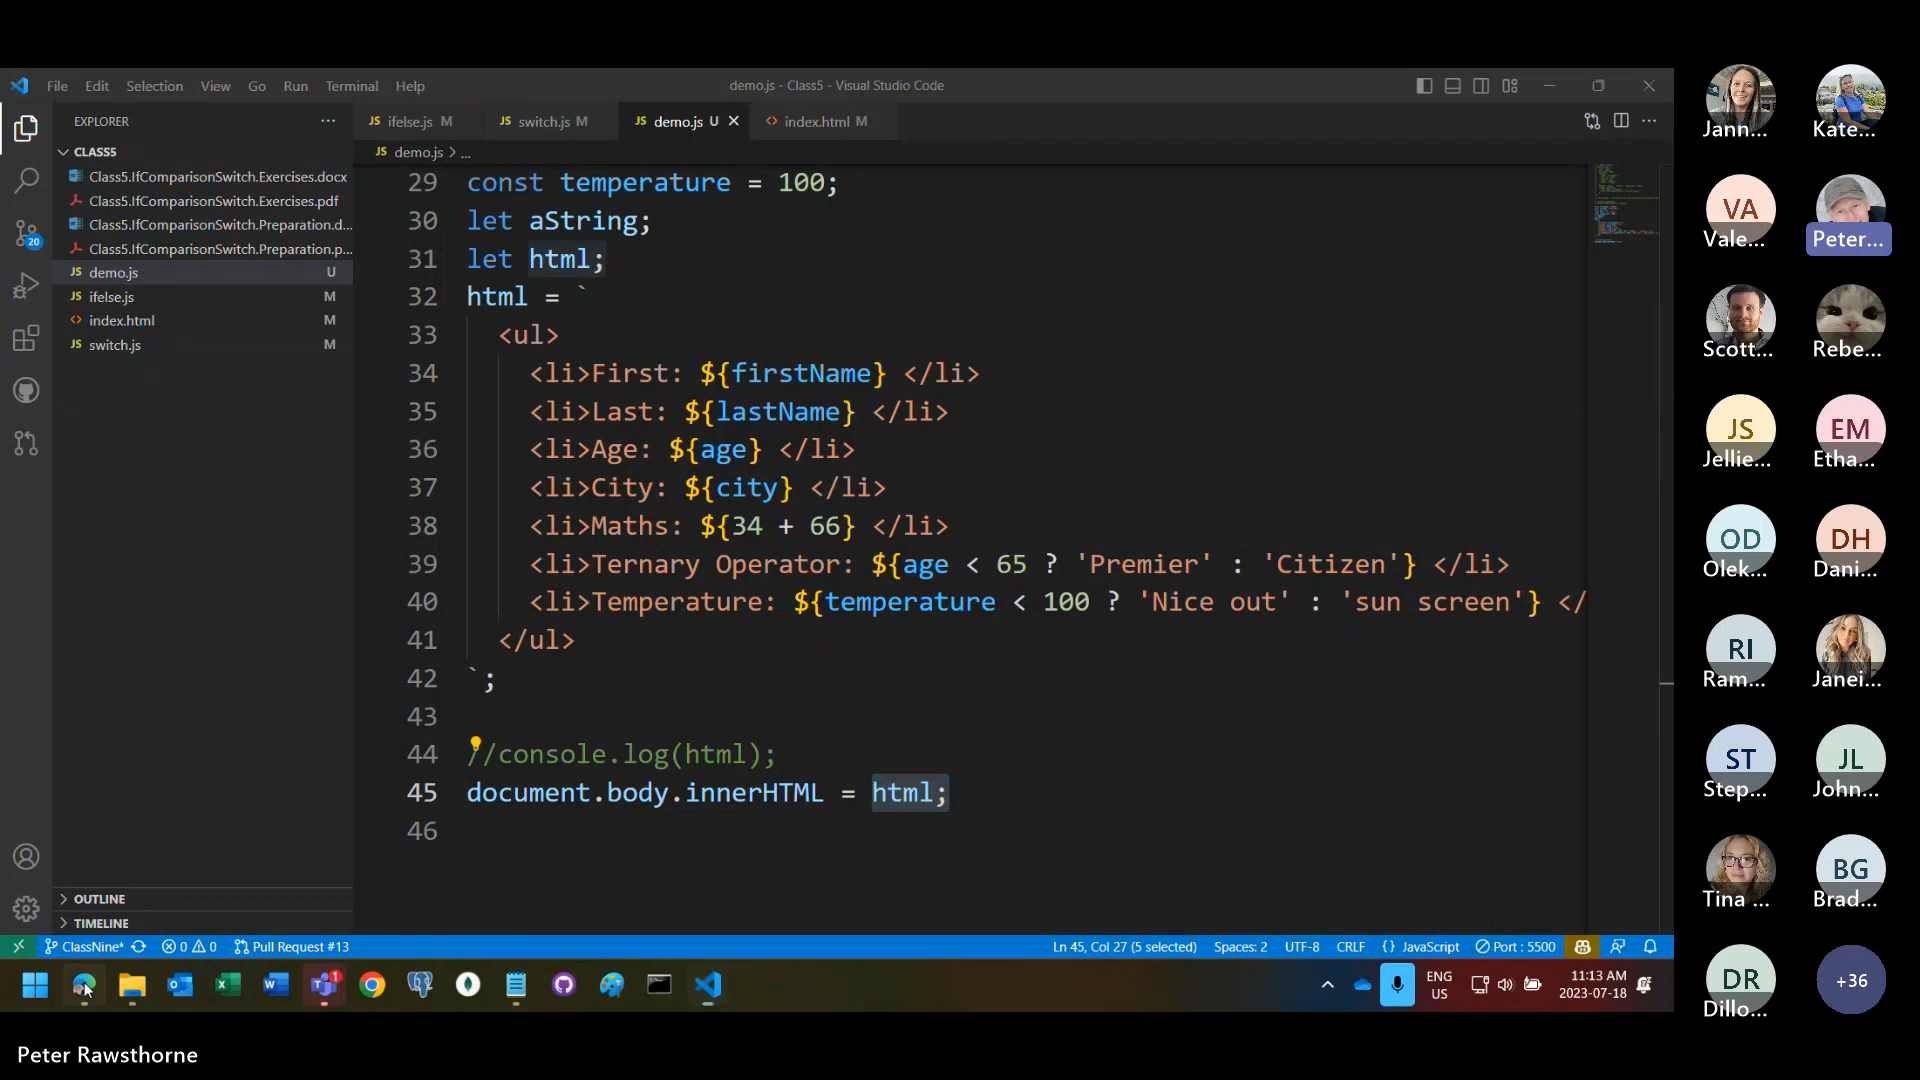 File Edit Selection View Go Run Terminal Help
demo.js - Class5 - Visual Studio Code
EXPLORER
JS ifelse.js M
JS switch.js M
JS demo.js U
<> index.html M
CLASS5
JS demo.js > ...
Class5.IfComparisonSwitch.Exercises.docx
Class5.IfComparisonSwitch.Exercises.pdf
Class5.IfComparisonSwitch.Preparation.d...
Class5.IfComparisonSwitch.Preparation.p...
JS demo.js U
JS ifelse.js M
<> index.html M
JS switch.js M
20
OUTLINE
TIMELINE
29 const temperature = 100;
30 let aString;
31 let html;
32 html = `
33 <ul>
34 <li>First: ${firstName} </li>
35 <li>Last: ${lastName} </li>
36 <li>Age: ${age} </li>
37 <li>City: ${city} </li>
38 <li>Maths: ${34 + 66} </li>
39 <li>Ternary Operator: ${age < 65 ? 'Premier' : 'Citizen'} </li>
40 <li>Temperature: ${temperature < 100 ? 'Nice out' : 'sun screen'} </
41 </ul>
42 `;
43
44 //console.log(html);
45 document.body.innerHTML = html;
46
ClassNine* 0 0 Pull Request #13
Ln 45, Col 27 (5 selected) Spaces: 2 UTF-8 CRLF {} JavaScript Port : 5500
1
ENG
US
11:13 AM
2023-07-18
Peter Rawsthorne
Jann...
Kate...
VA
Vale...
Peter...
Scott...
Rebe...
JS
Jellie...
EM
Etha...
OD
Olek...
DH
Dani...
RI
Ram...
Janei...
ST
Step...
JL
John...
Tina ...
BG
Brad...
DR
Dillo...
+36